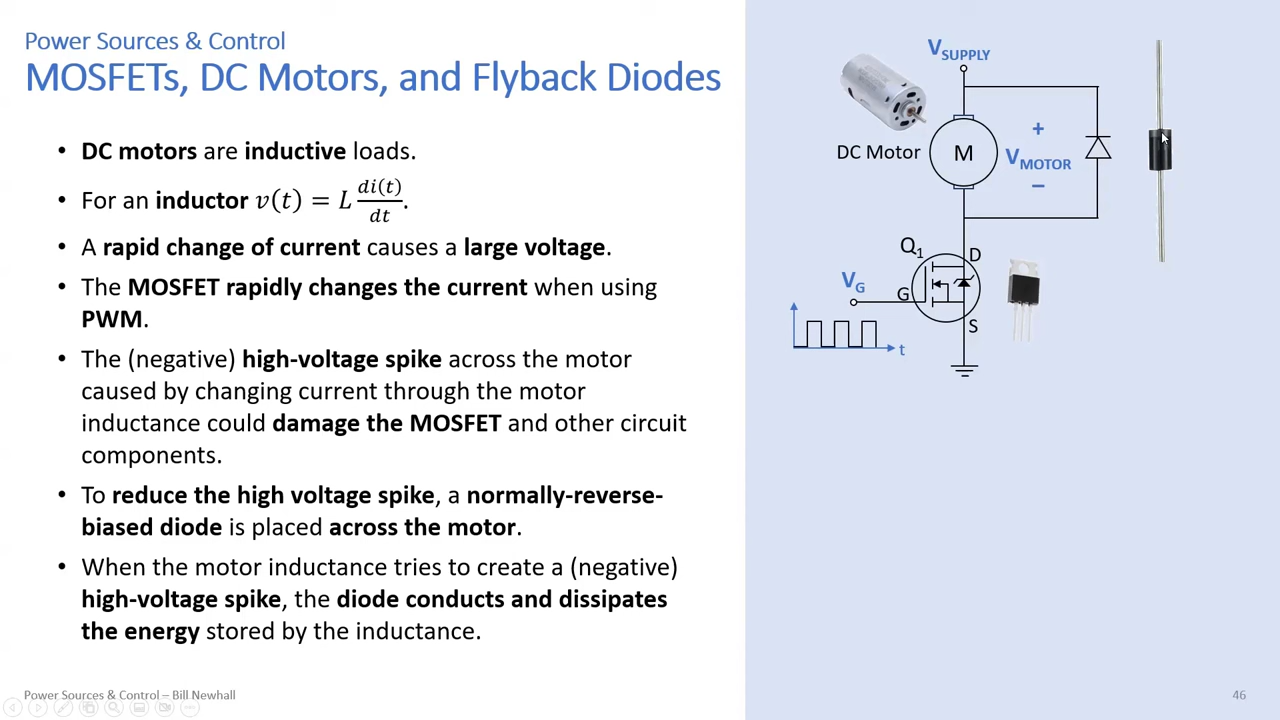 Power Sources & Control
MOSFETs, DC Motors, and Flyback Diodes
• DC motors are inductive loads.
• For an inductor v(t) = L di(t)/dt.
• A rapid change of current causes a large voltage.
• The MOSFET rapidly changes the current when using
PWM.
• The (negative) high-voltage spike across the motor
caused by changing current through the motor
inductance could damage the MOSFET and other circuit
components.
• To reduce the high voltage spike, a normally-reverse-
biased diode is placed across the motor.
• When the motor inductance tries to create a (negative)
high-voltage spike, the diode conducts and dissipates
the energy stored by the inductance.
VSUPPLY
DC Motor
M
+
VMOTOR
−
Q1
D
VG
G
S
t
Power Sources & Control – Bill Newhall
46